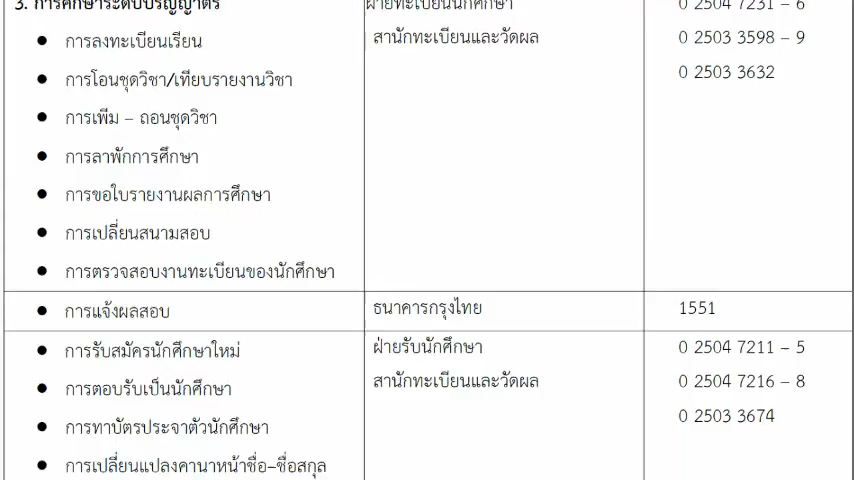 3. การศึกษาระดับปริญญาตรี
ฝ่ายทะเบียนนักศึกษา
0 2504 7231 – 6
● การลงทะเบียนเรียน
สานักทะเบียนและวัดผล
0 2503 3598 – 9
● การโอนชุดวิชา/เทียบรายงานวิชา
0 2503 3632
● การเพิ่ม – ถอนชุดวิชา
● การลาพักการศึกษา
● การขอใบรายงานผลการศึกษา
● การเปลี่ยนสนามสอบ
● การตรวจสอบงานทะเบียนของนักศึกษา
● การแจ้งผลสอบ
ธนาคารกรุงไทย
1551
● การรับสมัครนักศึกษาใหม่
ฝ่ายรับนักศึกษา
0 2504 7211 – 5
● การตอบรับเป็นนักศึกษา
สานักทะเบียนและวัดผล
0 2504 7216 – 8
● การทาบัตรประจาตัวนักศึกษา
0 2503 3674
● การเปลี่ยนแปลงคานาหน้าชื่อ–ชื่อสกุล